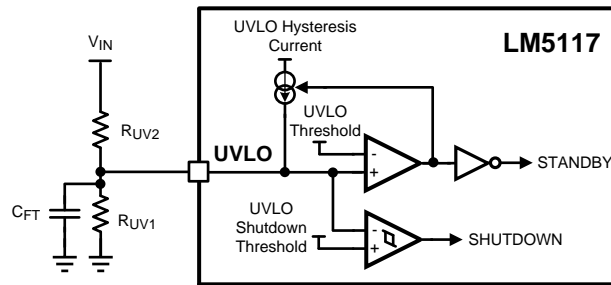 UVLO Hysteresis
Current
LM5117
VIN
RUV2
UVLO
UVLO
Threshold
-
+
STANDBY
CFT
RUV1
UVLO
Shutdown
Threshold
-
+
SHUTDOWN